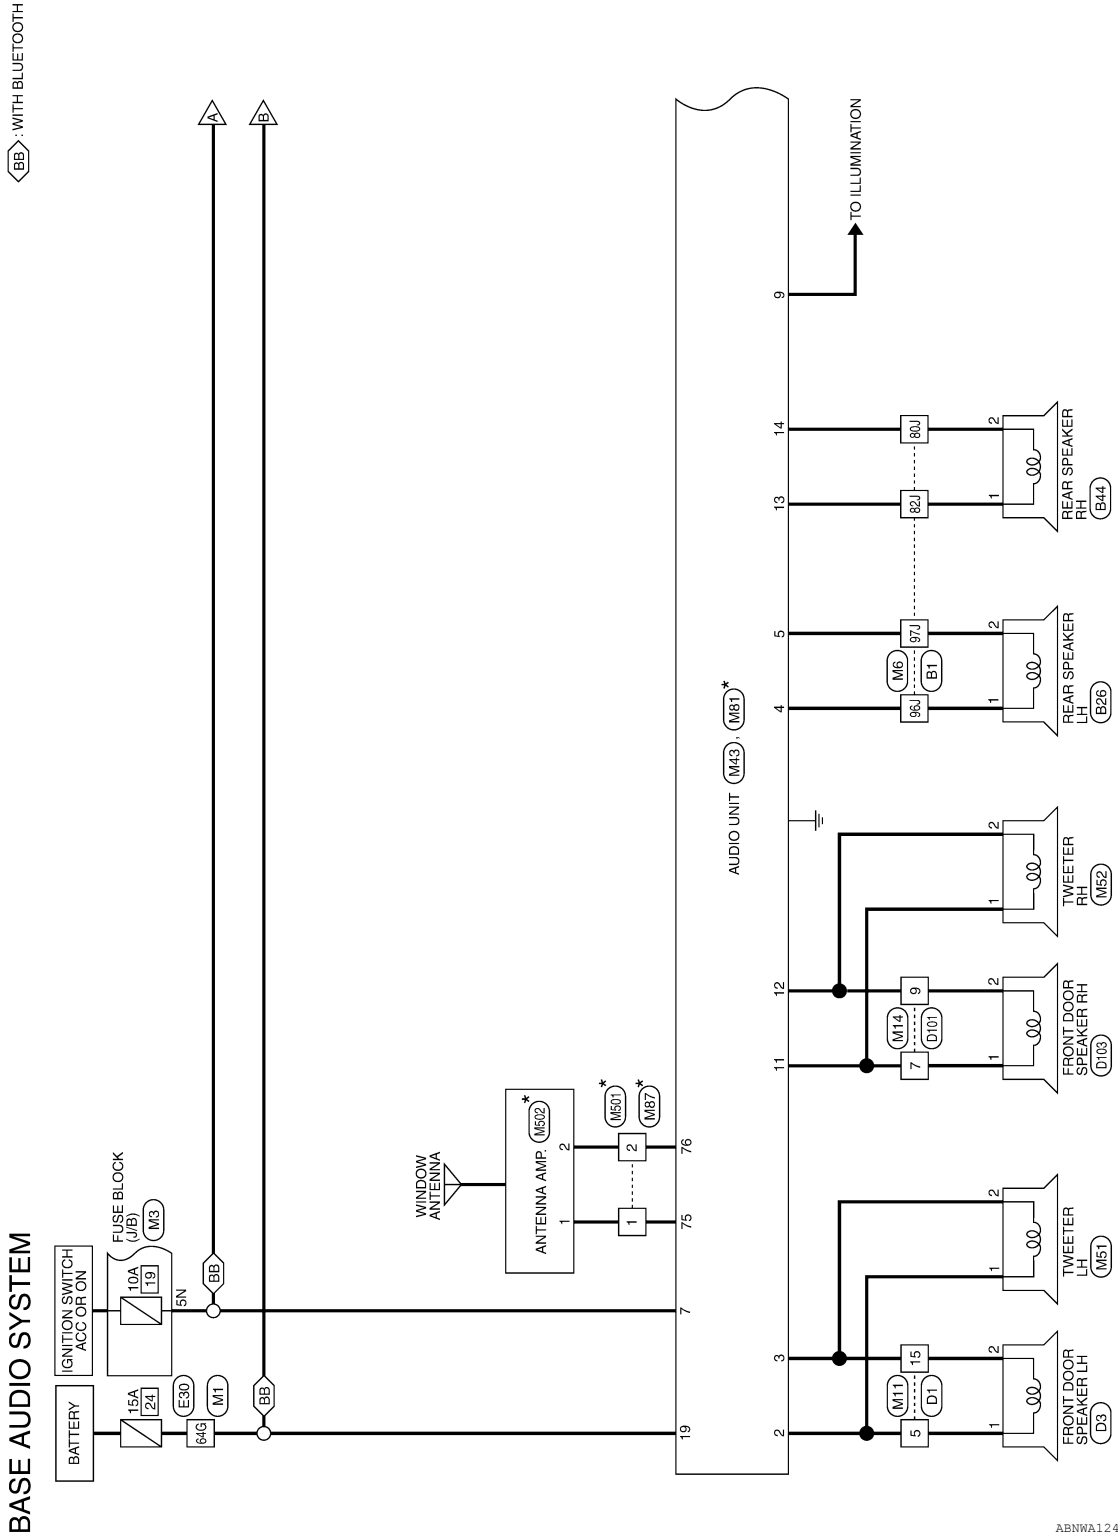 BASE AUDIO SYSTEM
BB : WITH BLUETOOTH
BATTERY
15A
24
64G
E30
M1
BB
B
IGNITION SWITCH
ACC OR ON
FUSE BLOCK
(J/B)
M3
10A
19
5N
BB
A
WINDOW
ANTENNA
ANTENNA AMP. M502 *
1
2
1
2
M501 *
M87 *
19
7
75
76
AUDIO UNIT M43 , M81 *
2
3
11
12
4
5
13
14
9
TO ILLUMINATION
5
15
M11
D1
7
9
M14
D101
96J
97J
M6
B1
82J
80J
1
2
FRONT DOOR
SPEAKER LH
D3
1
2
TWEETER
LH
M51
1
2
FRONT DOOR
SPEAKER RH
D103
1
2
TWEETER
RH
M52
1
2
REAR SPEAKER
LH
B26
1
2
REAR SPEAKER
RH
B44
ABNWA124